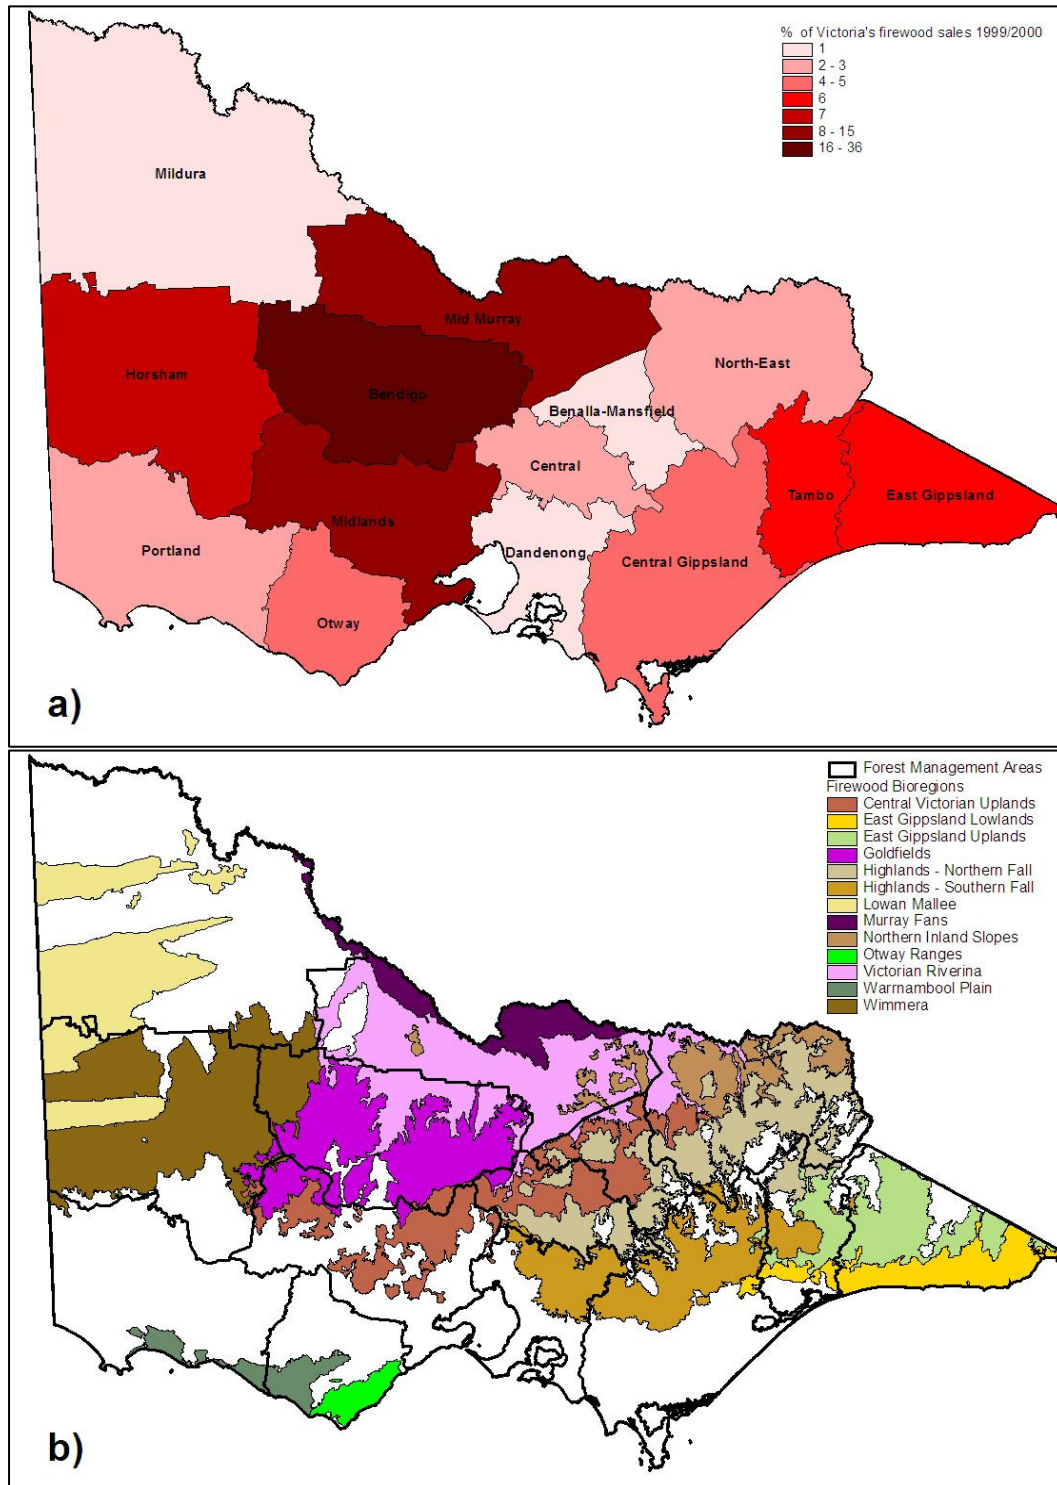 % of Victoria's firewood sales 1999/2000
1
2 - 3
4 - 5
6
7
8 - 15
16 - 36
Mildura
Mid Murray
North-East
Horsham
Bendigo
Benalla-Mansfield
Central
Tambo
East Gippsland
Midlands
Portland
Dandenong
Central Gippsland
Otway
a)
Forest Management Areas
Firewood Bioregions
Central Victorian Uplands
East Gippsland Lowlands
East Gippsland Uplands
Goldfields
Highlands - Northern Fall
Highlands - Southern Fall
Lowan Mallee
Murray Fans
Northern Inland Slopes
Otway Ranges
Victorian Riverina
Warrnambool Plain
Wimmera
b)